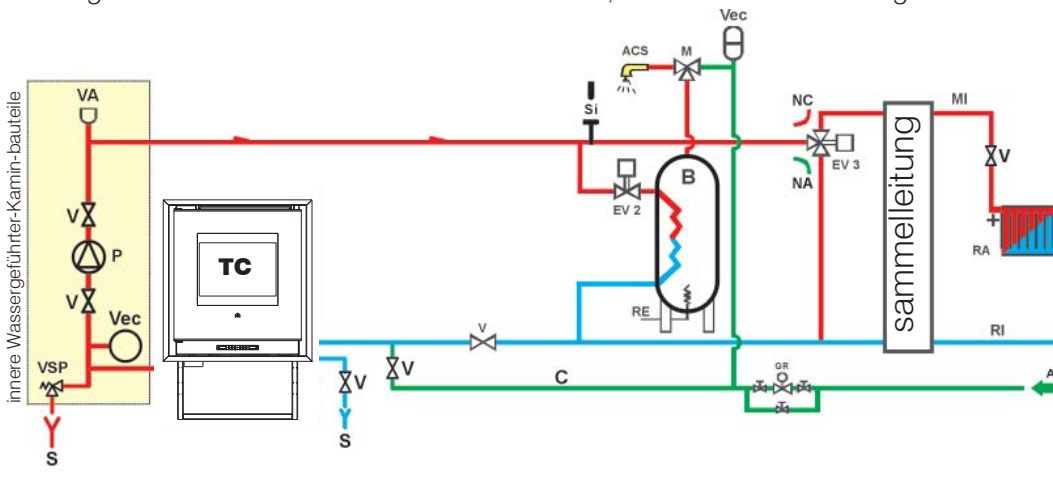 Vec
ACS
M
VA
Si
NC
MI
V
EV 3
B
NA
EV 2
V
+
RA
P
TC
V
Vec
RE
V
RI
VSP
V
V
C
GR
A
S
S
innere Wassergeführter-Kamin-bauteile
sammelleitung